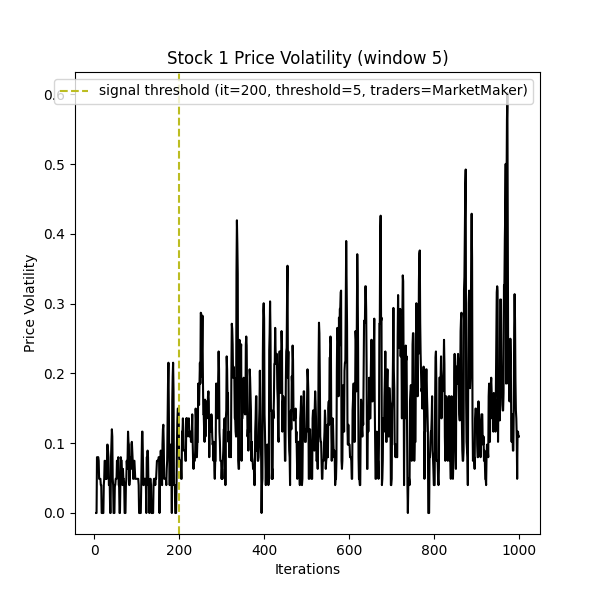 Stock 1 Price Volatility (window 5)
signal threshold (it=200, threshold=5, traders=MarketMaker)
Price Volatility
0.6
0.5
0.4
0.3
0.2
0.1
0.0
0 200 400 600 800 1000
Iterations